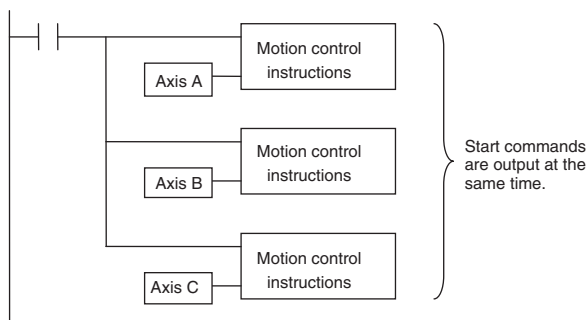 Motion control
instructions
Axis A
Motion control
instructions
Axis B
Start commands
are output at the
same time.
Motion control
instructions
Axis C